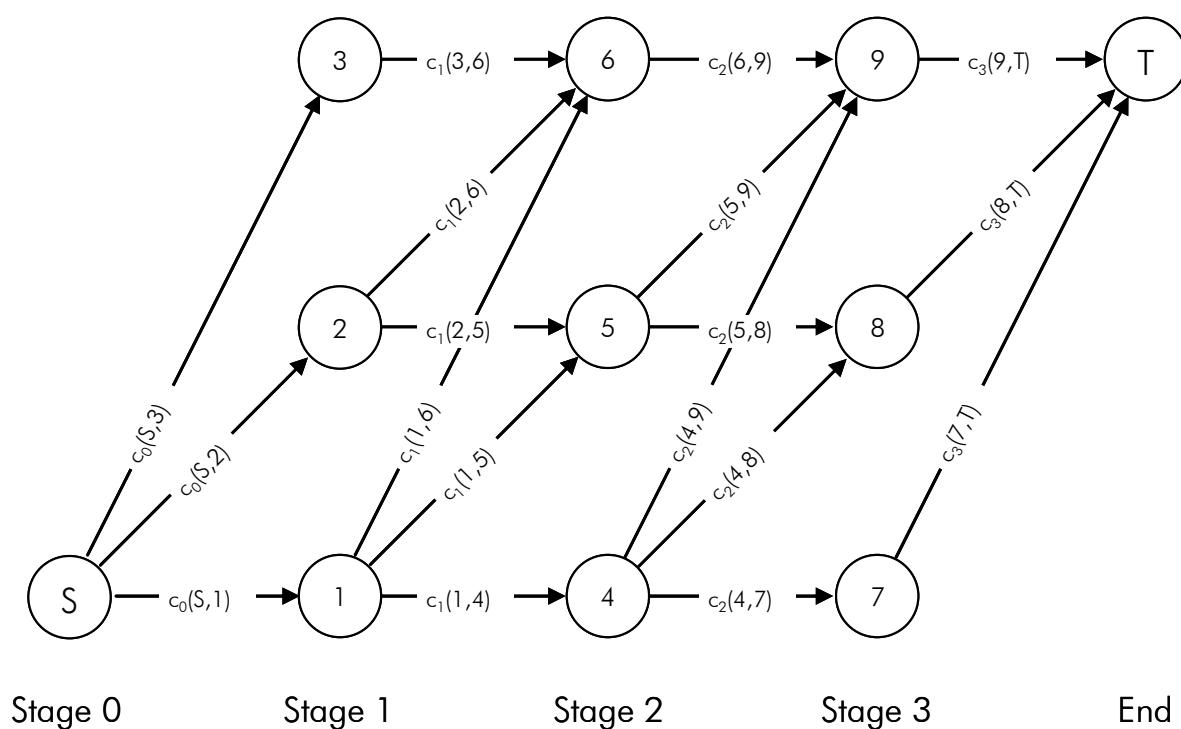 3
c₁(3,6)
6
c₂(6,9)
9
c₃(9,T)
T
c₁(2,6)
c₂(5,9)
c₃(8,T)
2
c₁(2,5)
5
c₂(5,8)
8
c₀(S,3)
c₀(S,2)
c₁(1,6)
c₁(1,5)
c₂(4,9)
c₂(4,8)
c₃(7,T)
S
c₀(S,1)
1
c₁(1,4)
4
c₂(4,7)
7
Stage 0
Stage 1
Stage 2
Stage 3
End